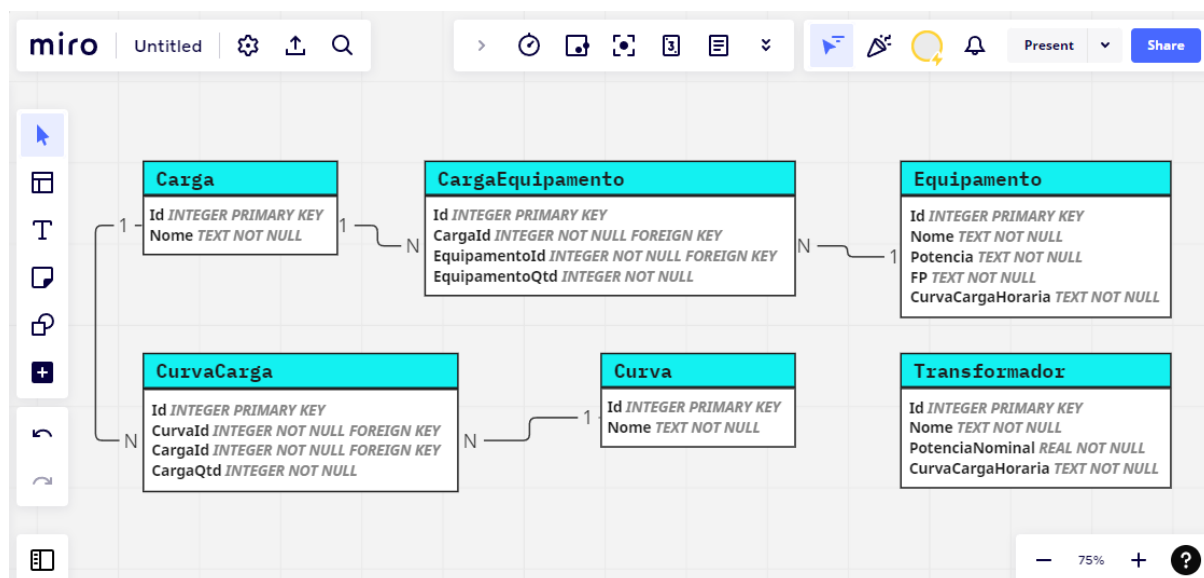 miro
Untitled
3
Present
Share
Carga
Id INTEGER PRIMARY KEY
Nome TEXT NOT NULL
CargaEquipamento
Id INTEGER PRIMARY KEY
CargaId INTEGER NOT NULL FOREIGN KEY
EquipamentoId INTEGER NOT NULL FOREIGN KEY
EquipamentoQtd INTEGER NOT NULL
Equipamento
Id INTEGER PRIMARY KEY
Nome TEXT NOT NULL
Potencia TEXT NOT NULL
FP TEXT NOT NULL
CurvaCargaHoraria TEXT NOT NULL
1
1
N
N
1
CurvaCarga
Id INTEGER PRIMARY KEY
CurvaId INTEGER NOT NULL FOREIGN KEY
CargaId INTEGER NOT NULL FOREIGN KEY
CargaQtd INTEGER NOT NULL
Curva
Id INTEGER PRIMARY KEY
Nome TEXT NOT NULL
Transformador
Id INTEGER PRIMARY KEY
Nome TEXT NOT NULL
PotenciaNominal REAL NOT NULL
CurvaCargaHoraria TEXT NOT NULL
N
N
1
75%
?